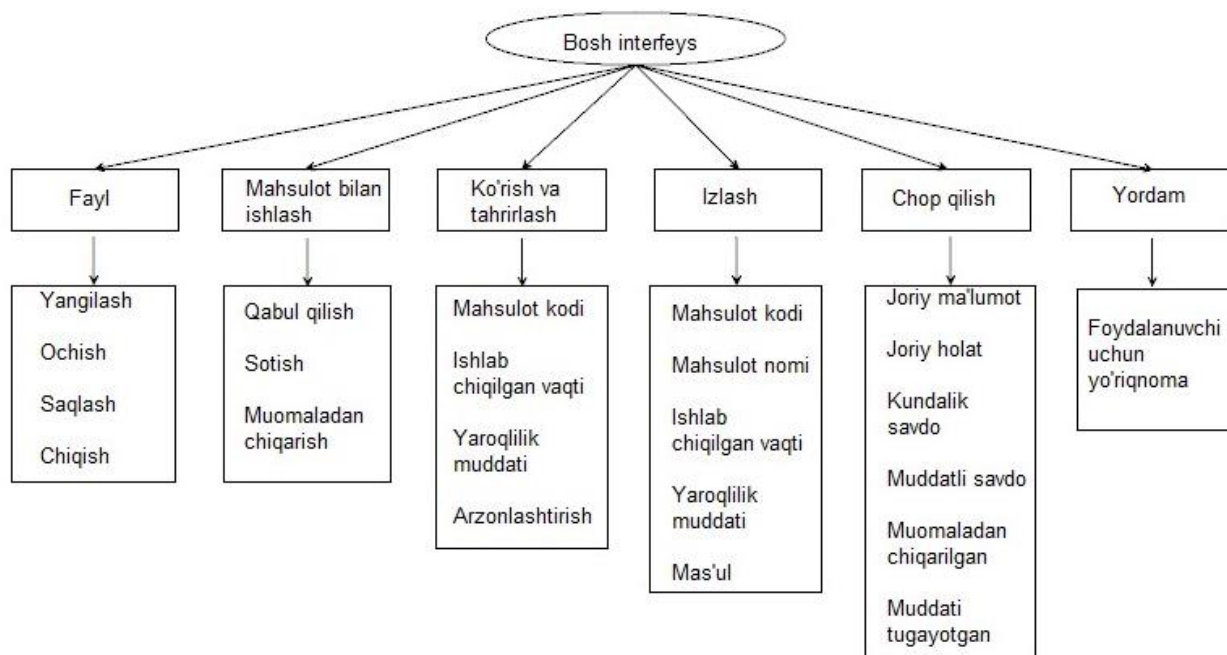 Bosh interfeys
Fayl
Mahsulot bilan
ishlash
Ko'rish va
tahrirlash
Izlash
Chop qilish
Yordam
Yangilash
Ochish
Saqlash
Chiqish
Qabul qilish
Sotish
Muomaladan
chiqarish
Mahsulot kodi
Ishlab
chiqilgan vaqti
Yaroqlilik
muddati
Arzonlashtirish
Mahsulot kodi
Mahsulot nomi
Ishlab
chiqilgan vaqti
Yaroqlilik
muddati
Mas'ul
Joriy ma'lumot
Joriy holat
Kundalik
savdo
Muddatli savdo
Muomaladan
chiqarilgan
Muddati
tugayotgan
Foydalanuvchi
uchun
yo'riqnoma